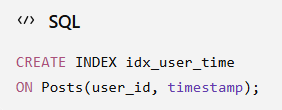 </> SQL
CREATE INDEX idx_user_time
ON Posts(user_id, timestamp);